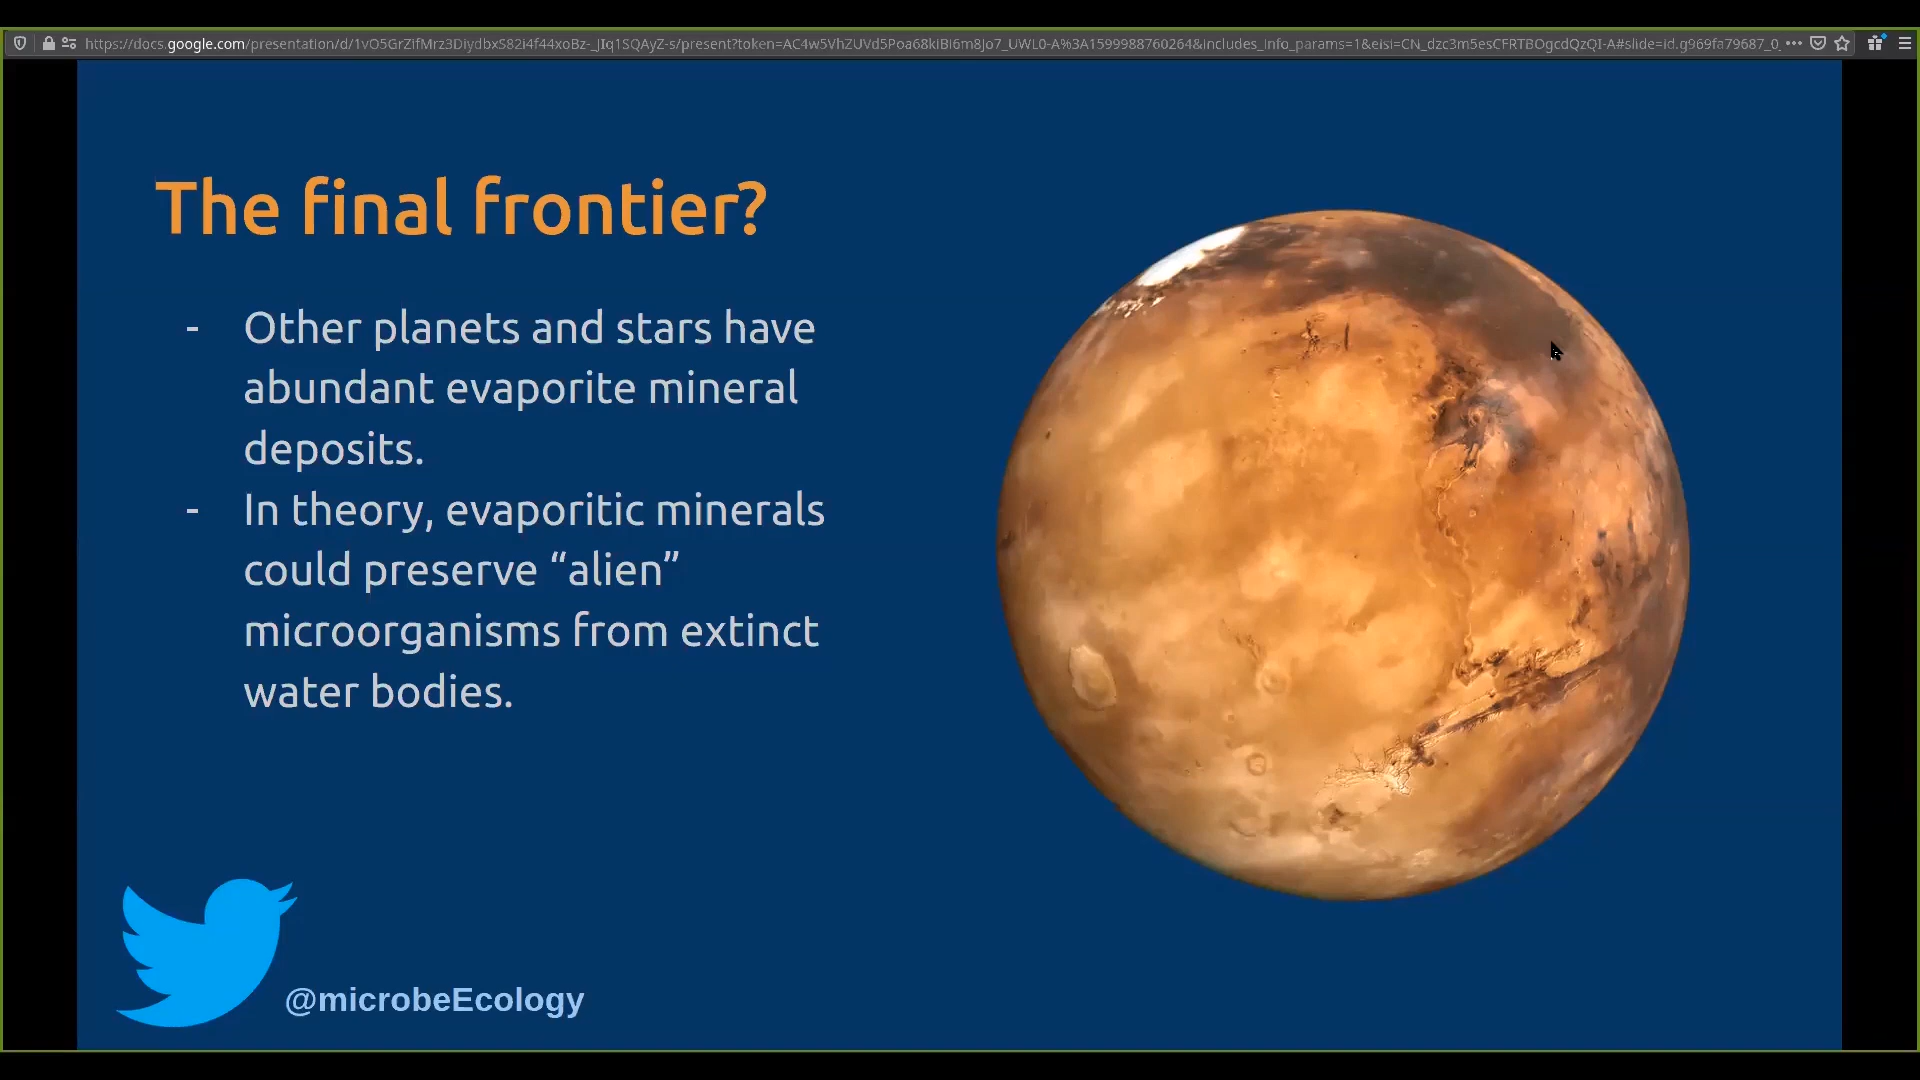 The final frontier?
- Other planets and stars have
abundant evaporite mineral
deposits.
- In theory, evaporitic minerals
could preserve “alien”
microorganisms from extinct
water bodies.
@microbeEcology